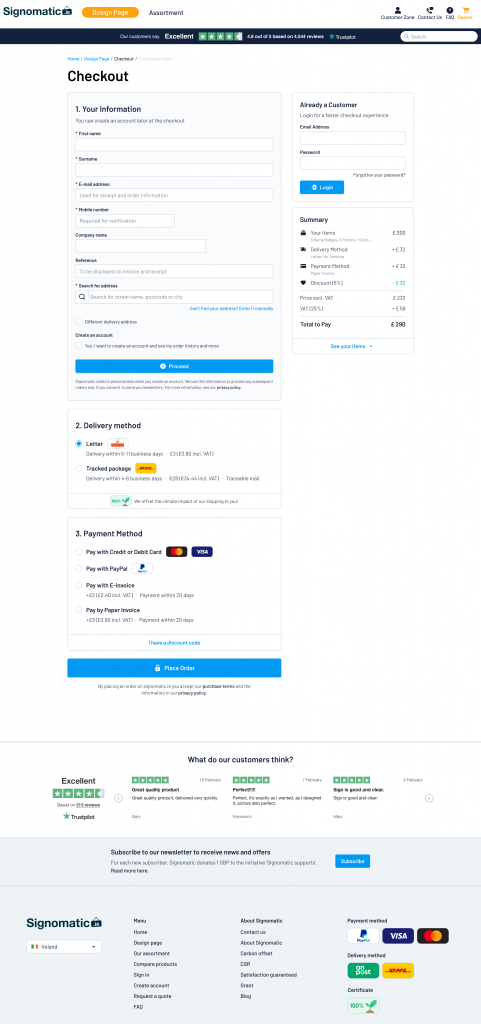 Signomatic
Design Page
Assortment
Customer Zone
Contact Us
FAQ
Basket
Our customers say
Excellent
4.8 out of 5 based on 4,544 reviews
Trustpilot
Search
Home / Design Page / Checkout /
Checkout
1. Your Information
You can create an account later at the checkout
* First name
* Surname
* E-mail address
Used for receipt and order information
* Mobile number
Required for notification
Company name
Reference
To be displayed on invoice and receipt
* Search for address
Search for street name, postcode or city
Can't find your address? Enter it manually
Different delivery address
Create an account
Yes, I want to create an account and see my order history and more
Proceed
Signomatic collects personal data when you create an account. We use this information to process any subsequent
orders and, if you consent, to send you newsletters. For more information, see our privacy policy.
Already a Customer
Login for a faster checkout experience
Email Address
Password
Forgotten your password?
Login
Summary
Your items
£ 200
Delivery Method
+ £ 32
Letter, No Tracking
Payment Method
+ £ 32
Paper Invoice
Discount (6%)
- £ 32
Price excl. VAT
£ 232
VAT (25%)
+ £ 58
Total to Pay
£ 290
See your items
2. Delivery method
Letter
Delivery within 5-11 business days - £3 (£3.60 incl. VAT)
Tracked package
DHL
Delivery within 4-6 business days - €28 (€34.44 incl. VAT) - Traceable mail
100%
We offset the climate impact of our shipping to you!
3. Payment Method
Pay with Credit or Debit Card
VISA
Pay with PayPal
PayPal
Pay with E-invoice
+£2 (£2.40 incl. VAT) - Payment within 20 days
Pay by Paper Invoice
+£3 (£3.60 incl. VAT) - Payment within 20 days
I have a discount code
Place Order
By placing an order on signomatic.ie you accept our purchase terms and the
information in our privacy policy.
What do our customers think?
Excellent
Based on 213 reviews
Trustpilot
15 February
Great quality product
Great quality product, delivered very quickly.
Gary
7 February
Perfect!!!!
Perfect, it's exactly as I wanted, as I designed
it, picture also perfect.
Francesca
4 February
Sign is good and clear.
Sign is good and clear.
Mary
Subscribe to our newsletter to receive news and offers
For each new subscriber, Signomatic donates 1 GBP to the initiative 'Signomatic supports'.
Read more here.
Subscribe
Signomatic
Ireland
Menu
Home
Design page
Our assortment
Compare products
Sign in
Create account
Request a quote
FAQ
About Signomatic
Contact us
About Signomatic
Carbon offset
CSR
Satisfaction guaranteed
Grant
Blog
Payment method
PayPal
VISA
Delivery method
an
post
DHL
Certificate
100%